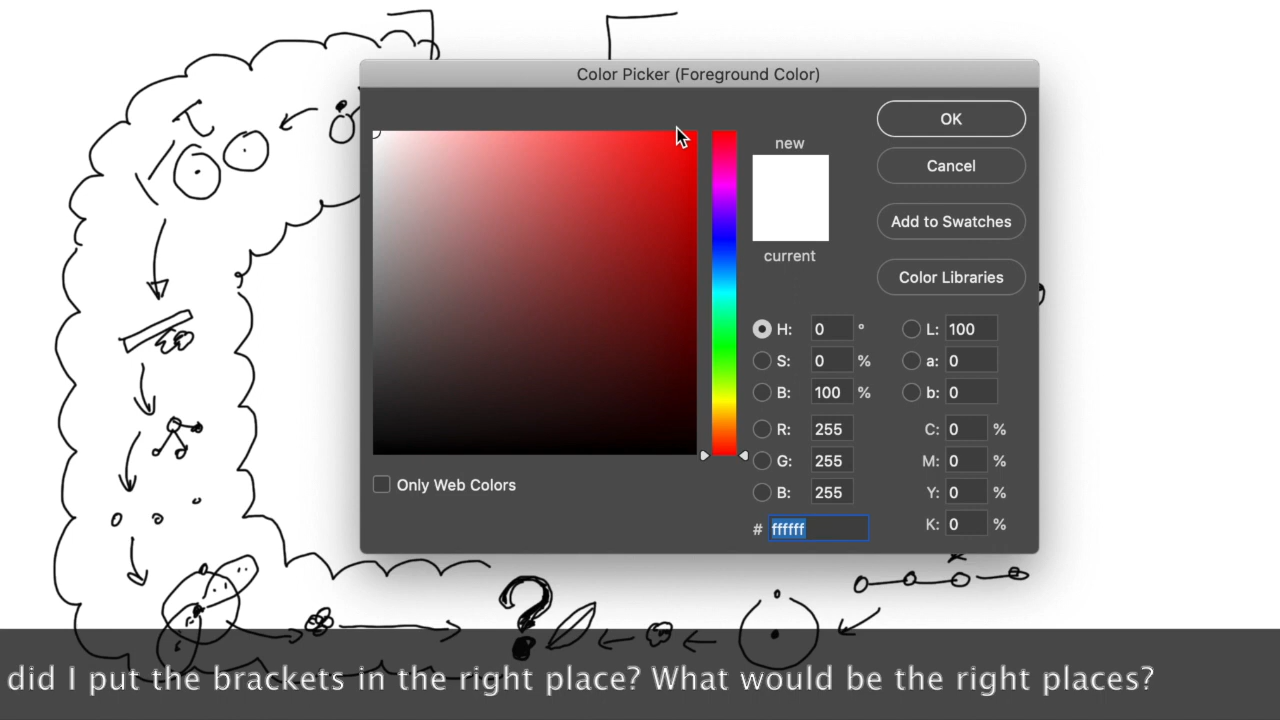 Color Picker (Foreground Color)
OK
new
Cancel
Add to Swatches
current
Color Libraries
H: 0 ° L: 100
S: 0 % a: 0
B: 100 % b: 0
R: 255 C: 0 %
G: 255 M: 0 %
Only Web Colors
B: 255 Y: 0 %
# ffffff K: 0 %
?
did I put the brackets in the right place? What would be the right places?